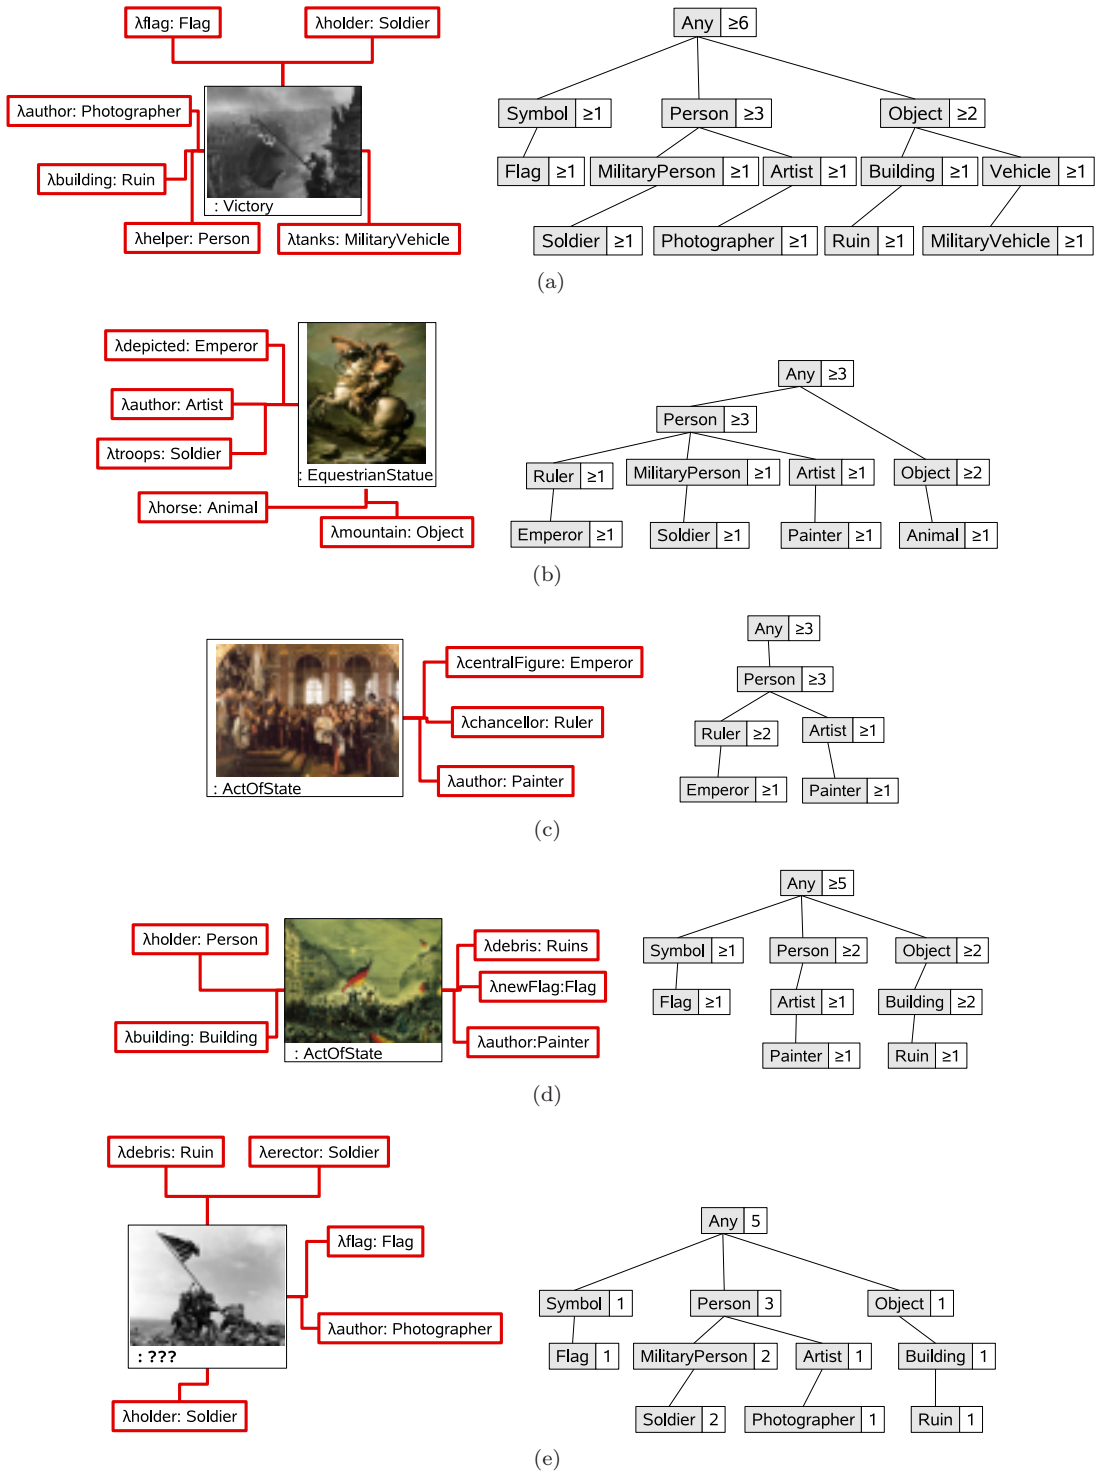 λflag: Flag
λholder: Soldier
λauthor: Photographer
λbuilding: Ruin
: Victory
λhelper: Person
λtanks: MilitaryVehicle
Any ≥6
Symbol ≥1
Person ≥3
Object ≥2
Flag ≥1
MilitaryPerson ≥1
Artist ≥1
Building ≥1
Vehicle ≥1
Soldier ≥1
Photographer ≥1
Ruin ≥1
MilitaryVehicle ≥1
(a)
λdepicted: Emperor
λauthor: Artist
λtroops: Soldier
: EquestrianStatue
λhorse: Animal
λmountain: Object
Any ≥3
Person ≥3
Ruler ≥1
MilitaryPerson ≥1
Artist ≥1
Object ≥2
Emperor ≥1
Soldier ≥1
Painter ≥1
Animal ≥1
(b)
λcentralFigure: Emperor
λchancellor: Ruler
λauthor: Painter
: ActOfState
Any ≥3
Person ≥3
Ruler ≥2
Artist ≥1
Emperor ≥1
Painter ≥1
(c)
λholder: Person
λbuilding: Building
λdebris: Ruins
λnewFlag:Flag
λauthor:Painter
: ActOfState
Any ≥5
Symbol ≥1
Person ≥2
Object ≥2
Flag ≥1
Artist ≥1
Building ≥2
Painter ≥1
Ruin ≥1
(d)
λdebris: Ruin
λerector: Soldier
λflag: Flag
λauthor: Photographer
: ???
λholder: Soldier
Any 5
Symbol 1
Person 3
Object 1
Flag 1
MilitaryPerson 2
Artist 1
Building 1
Soldier 2
Photographer 1
Ruin 1
(e)